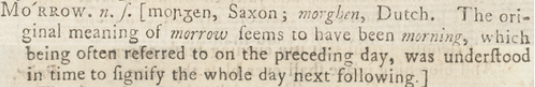 MO´RROW. n. ſ. [moꞃᵹen, Saxon; morghen, Dutch. The ori-
ginal meaning of morrow ſeems to have been morning, which
being often referred to on the preceding day, was underſtood
in time to ſignify the whole day next following.]